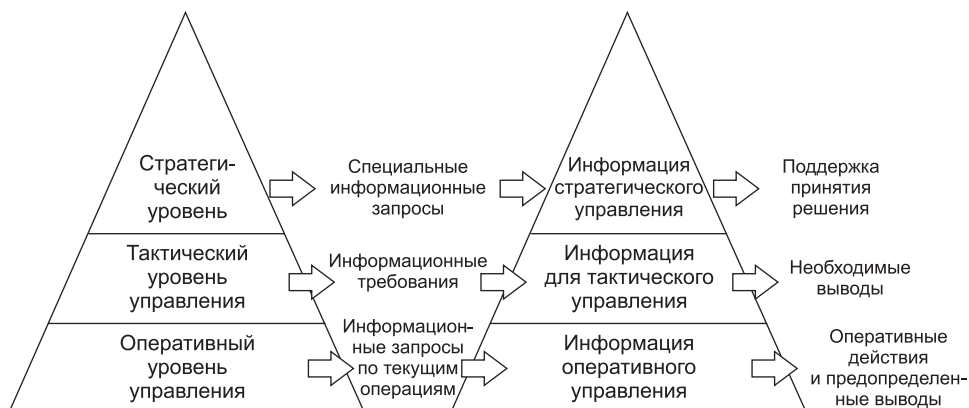 Стратеги-
ческий
уровень
Специальные
информационные
запросы
Информация
стратегического
управления
Поддержка
принятия
решения
Тактический
уровень
управления
Информационные
требования
Информация
для тактического
управления
Необходимые
выводы
Оперативный
уровень
управления
Информацион-
ные запросы
по текущим
операциям
Информация
оперативного
управления
Оперативные
действия
и предопределен-
ные выводы